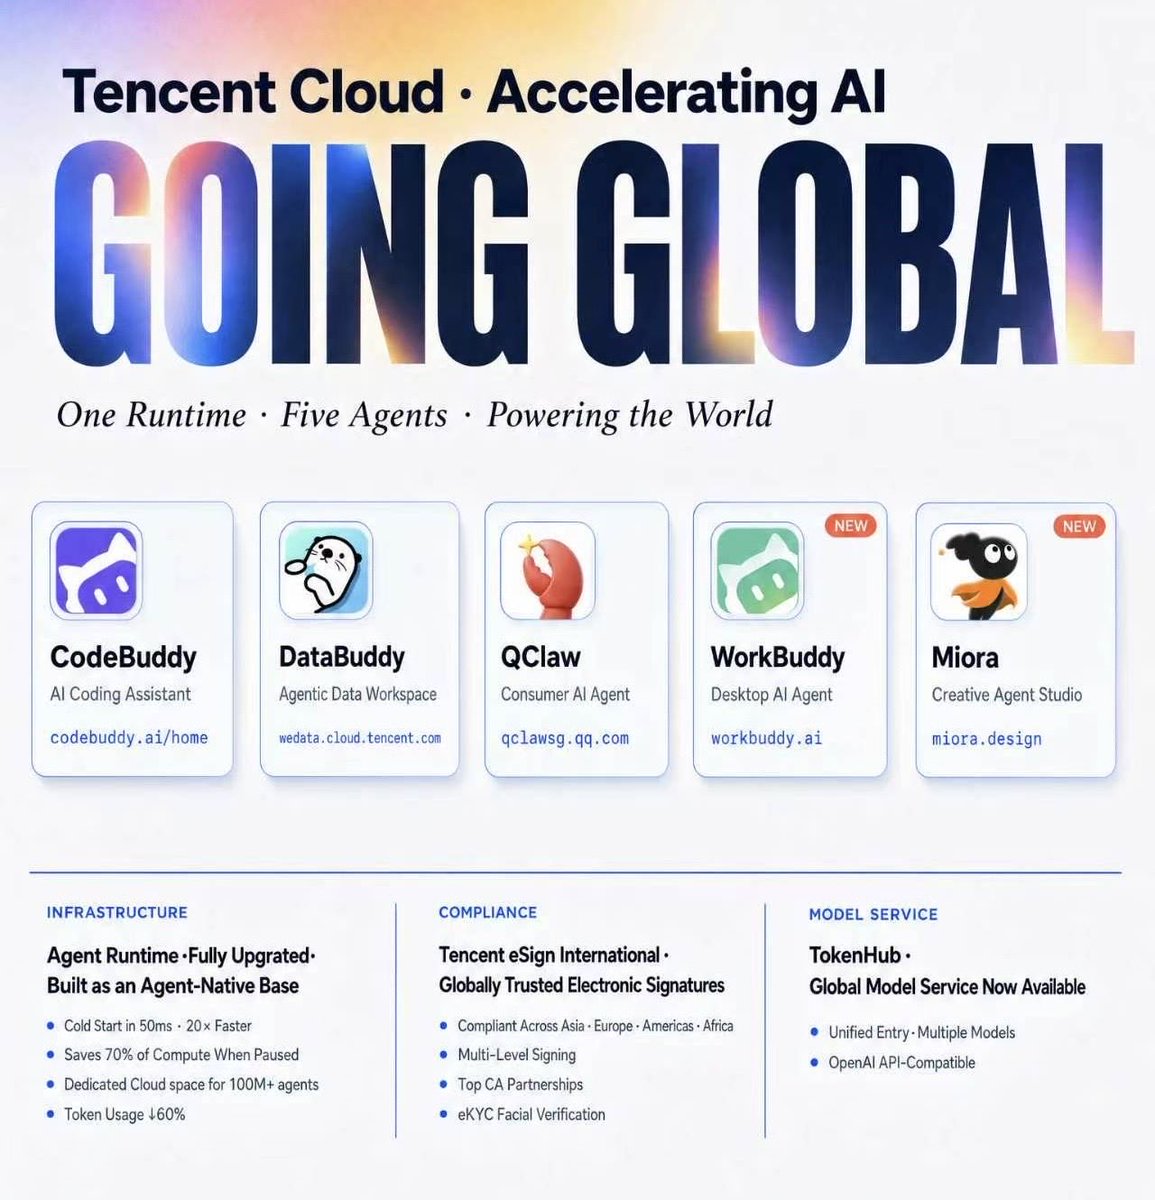 Tencent Cloud · Accelerating AI
GOING GLOBAL
One Runtime · Five Agents · Powering the World
CodeBuddy
AI Coding Assistant
codebuddy.ai/home
DataBuddy
Agentic Data Workspace
wedata.cloud.tencent.com
QClaw
Consumer AI Agent
qclawsg.qq.com
NEW
WorkBuddy
Desktop AI Agent
workbuddy.ai
NEW
Miora
Creative Agent Studio
miora.design
INFRASTRUCTURE
Agent Runtime·Fully Upgrated·
Built as an Agent-Native Base
Cold Start in 50ms · 20× Faster
Saves 70% of Compute When Paused
Dedicated Cloud space for 100M+ agents
Token Usage ↓60%
COMPLIANCE
Tencent eSign International ·
Globally Trusted Electronic Signatures
Compliant Across Asia · Europe · Americas · Africa
Multi-Level Signing
Top CA Partnerships
eKYC Facial Verification
MODEL SERVICE
TokenHub ·
Global Model Service Now Available
Unified Entry·Multiple Models
OpenAI API-Compatible